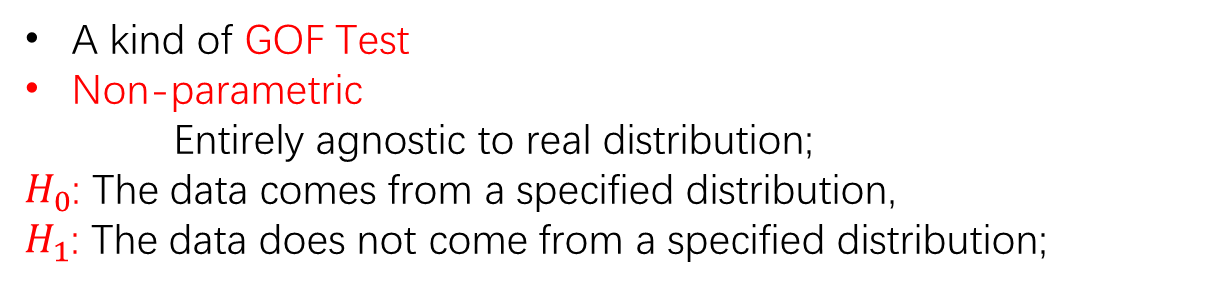 • A kind of GOF Test
• Non-parametric
Entirely agnostic to real distribution;
H₀: The data comes from a specified distribution,
H₁: The data does not come from a specified distribution;